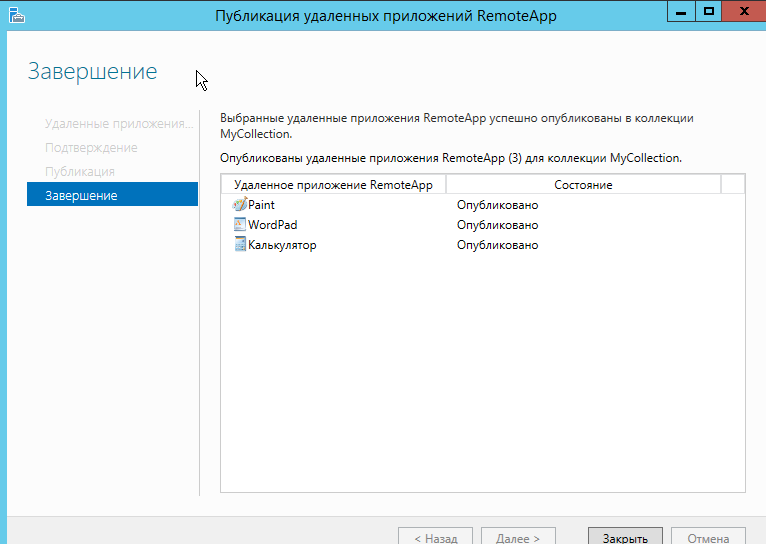 Публикация удаленных приложений RemoteApp
Завершение
Удаленные приложения...
Подтверждение
Публикация
Завершение
Выбранные удаленные приложения RemoteApp успешно опубликованы в коллекции
MyCollection.
Опубликованы удаленные приложения RemoteApp (3) для коллекции MyCollection.
Удаленное приложение RemoteApp Состояние
Paint Опубликовано
WordPad Опубликовано
Калькулятор Опубликовано
< Назад Далее > Закрыть Отмена